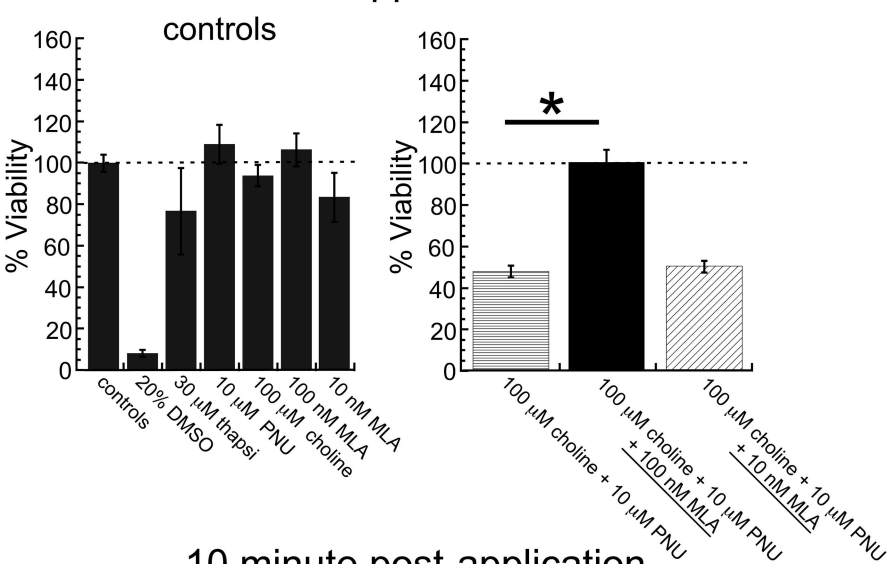 controls
160
140
120
100
80
60
40
20
0
% Viability
controls
20% DMSO
30 µM thapsi
10 µM PNU
100 µM choline
100 nM MLA
10 nM MLA
160
140
120
100
80
60
40
20
0
% Viability
*
100 µM choline + 10 µM PNU
100 µM choline + 10 µM PNU
+ 100 nM MLA
100 µM choline + 10 µM PNU
+ 10 nM MLA
10 minute post-application